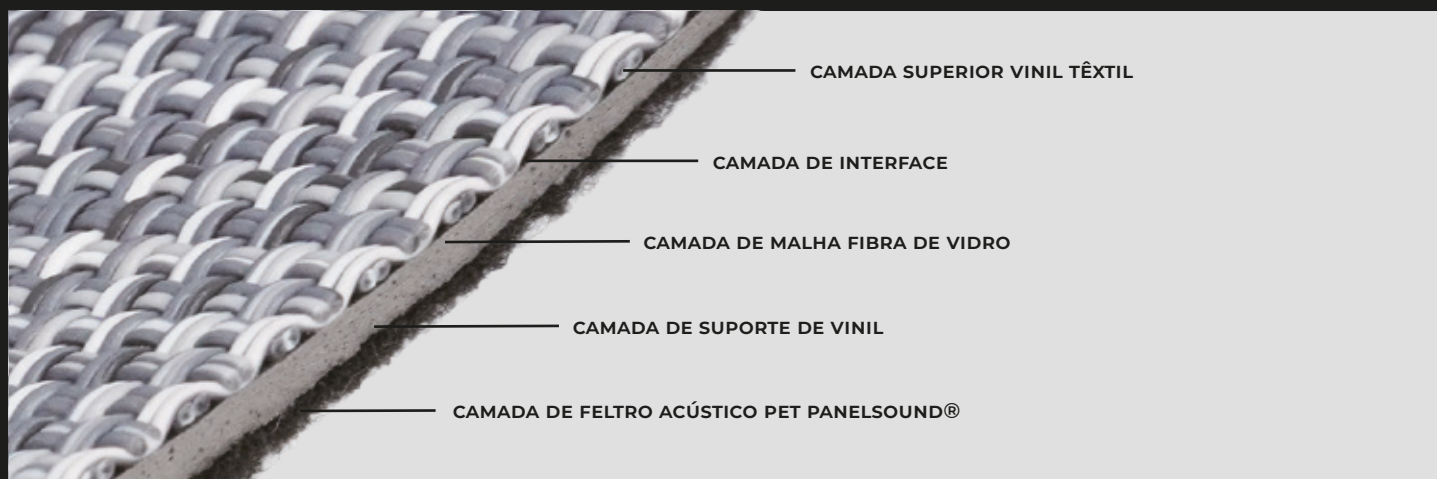 CAMADA SUPERIOR VINIL TÊXTIL
CAMADA DE INTERFACE
CAMADA DE MALHA FIBRA DE VIDRO
CAMADA DE SUPORTE DE VINIL
CAMADA DE FELTRO ACÚSTICO PET PANELSOUND®